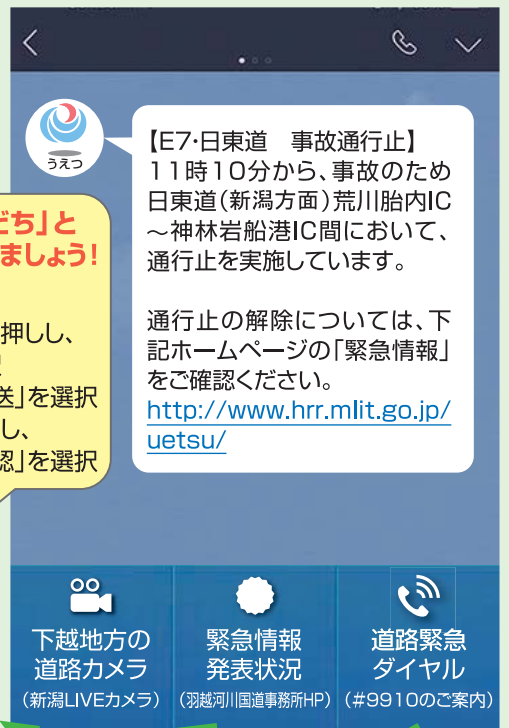 うえつ
【E7・日東道　事故通行止】
11時10分から、事故のため
日東道(新潟方面)荒川胎内IC
～神林岩船港IC間において、
通行止を実施しています。
通行止の解除については、下
記ホームページの「緊急情報」
をご確認ください。
http://www.hrr.mlit.go.jp/
uetsu/
だち」と
ましょう!
押しし、
送」を選択
し、
認」を選択
下越地方の
道路カメラ
(新潟LIVEカメラ)
緊急情報
発表状況
(羽越河川国道事務所HP)
道路緊急
ダイヤル
(#9910のご案内)